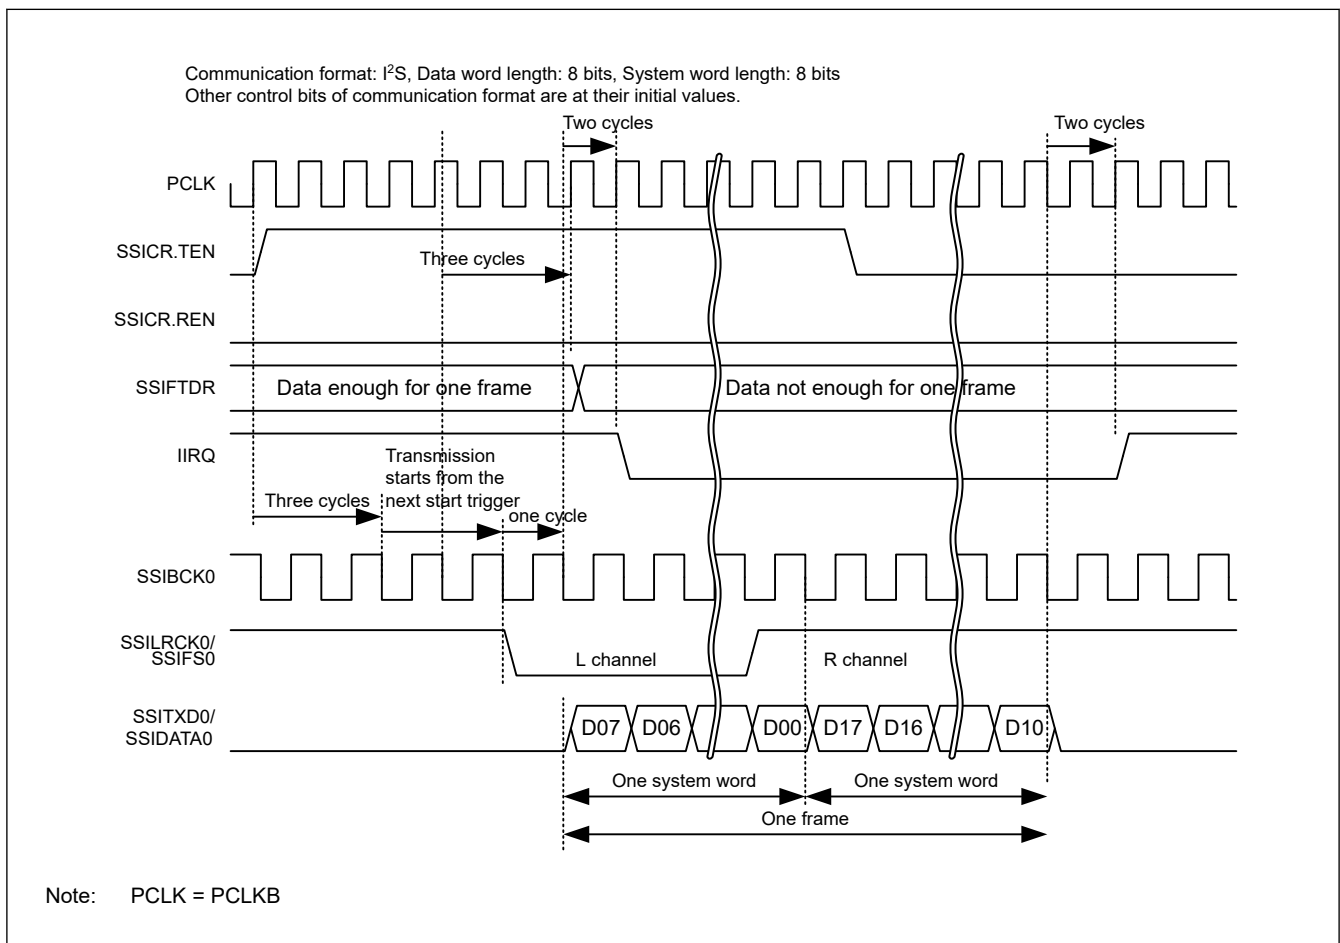 Communication format: I²S, Data word length: 8 bits, System word length: 8 bits
Other control bits of communication format are at their initial values.
Two cycles
Two cycles
PCLK
SSICR.TEN
Three cycles
SSICR.REN
SSIFTDR
Data enough for one frame
Data not enough for one frame
IIRQ
Transmission
starts from the
next start trigger
Three cycles
one cycle
SSIBCK0
SSILRCK0/
SSIFS0
L channel
R channel
SSITXD0/
SSIDATA0
D07
D06
D00
D17
D16
D10
One system word
One system word
One frame
Note: PCLK = PCLKB